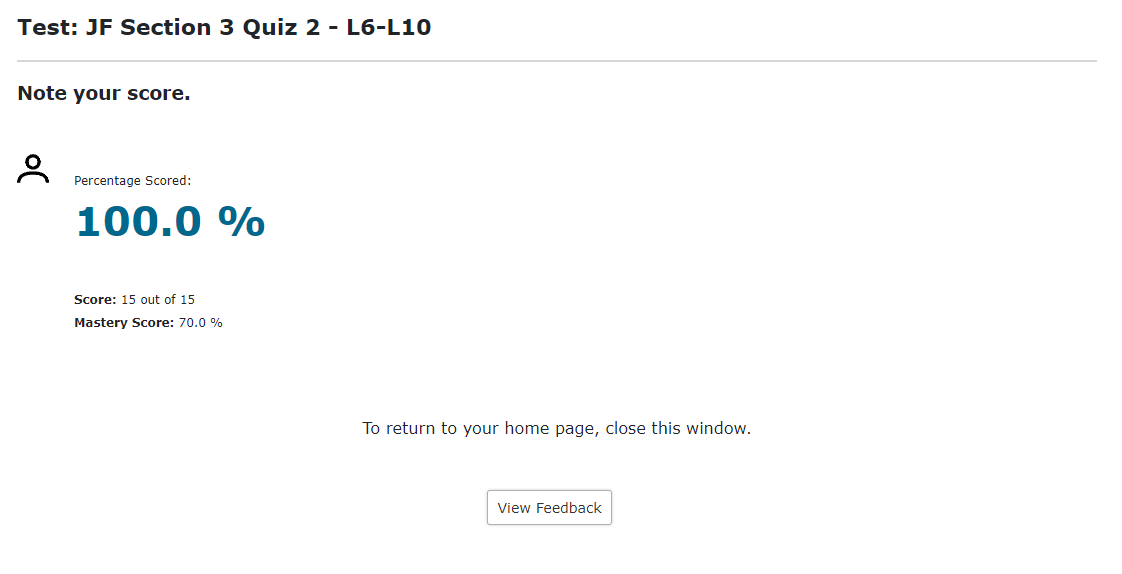 Test: JF Section 3 Quiz 2 - L6-L10
Note your score.
Percentage Scored:
100.0 %
Score: 15 out of 15
Mastery Score: 70.0 %
To return to your home page, close this window.
View Feedback